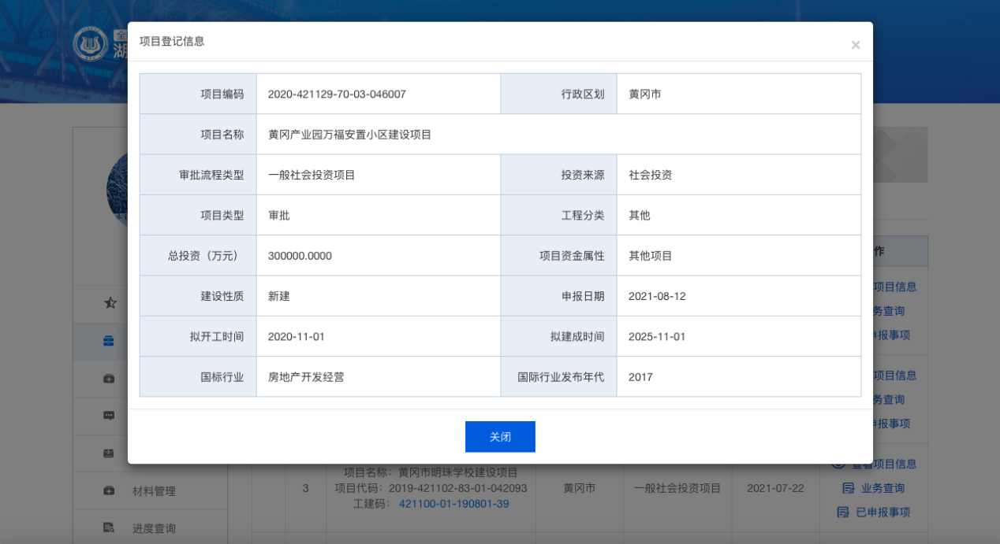 全
湖
项目登记信息
×
项目编码 2020-421129-70-03-046007 行政区划 黄冈市
项目名称 黄冈产业园万福安置小区建设项目
审批流程类型 一般社会投资项目 投资来源 社会投资
项目类型 审批 工程分类 其他
总投资（万元） 300000.0000 项目资金属性 其他项目
建设性质 新建 申报日期 2021-08-12
拟开工时间 2020-11-01 拟建成时间 2025-11-01
国标行业 房地产开发经营 国际行业发布年代 2017
关闭
作
项目信息
务查询
申报事项
项目信息
务查询
申报事项
材料管理
进度查询
3
项目名称：黄冈市明珠学校建设项目
项目代码：2019-421102-83-01-042093
工建码：421100-01-190801-39
黄冈市
一般社会投资项目
2021-07-22
查看项目信息
业务查询
已申报事项